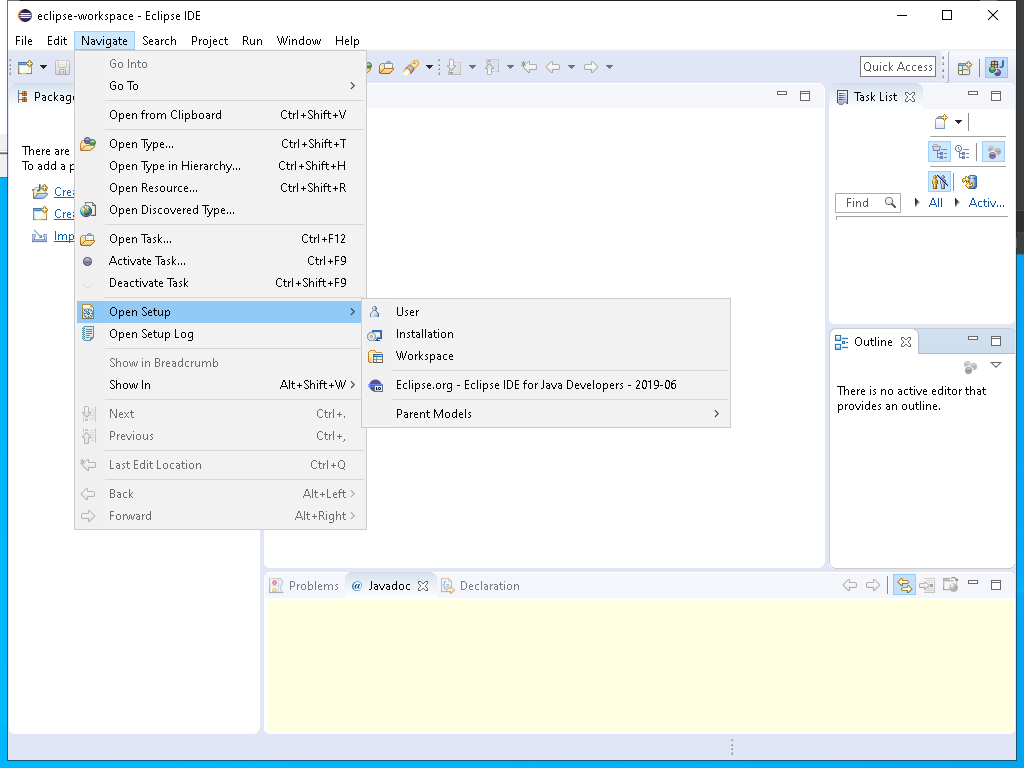 eclipse-workspace - Eclipse IDE
File Edit Navigate Search Project Run Window Help
Quick Access
Go Into
Go To
Open from Clipboard Ctrl+Shift+V
Open Type... Ctrl+Shift+T
Open Type in Hierarchy... Ctrl+Shift+H
Open Resource... Ctrl+Shift+R
Open Discovered Type...
Open Task... Ctrl+F12
Activate Task... Ctrl+F9
Deactivate Task Ctrl+Shift+F9
Open Setup
Open Setup Log
Show in Breadcrumb
Show In Alt+Shift+W
Next Ctrl+.
Previous Ctrl+,
Last Edit Location Ctrl+Q
Back Alt+Left
Forward Alt+Right
User
Installation
Workspace
Eclipse.org - Eclipse IDE for Java Developers - 2019-06
Parent Models
There are
To add a
Task List
Find All Activ...
Outline
There is no active editor that
provides an outline.
Problems @ Javadoc Declaration